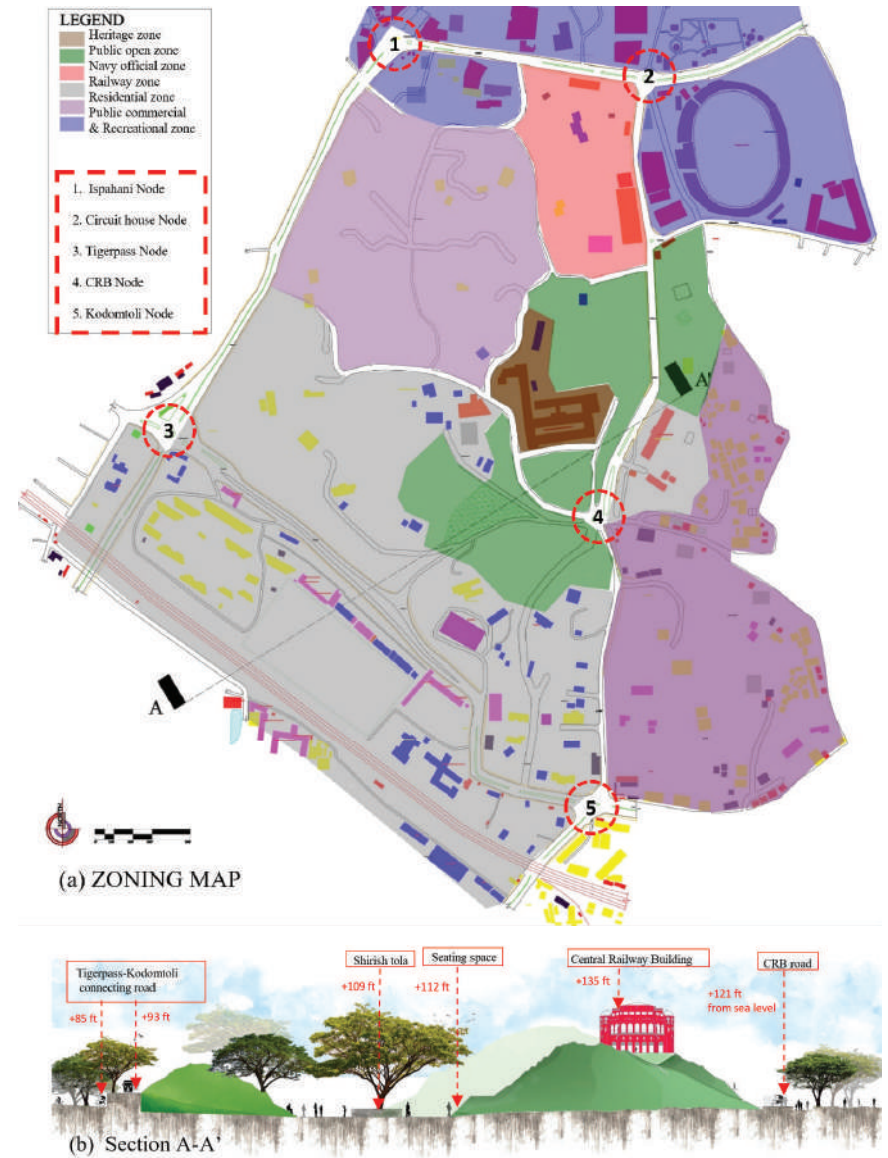 LEGEND
Heritage zone
Public open zone
Navy official zone
Railway zone
Residential zone
Public commercial
& Recreational zone
1. Ispahani Node
2. Circuit house Node
3. Tigerpass Node
4. CRB Node
5. Kodomtoli Node
1
2
3
4
5
A'
A
NORTH
(a) ZONING MAP
Tigerpass-Kodomtoli
connecting road
+85 ft
+93 ft
Shirish tola
+109 ft
Seating space
+112 ft
Central Railway Building
+135 ft
CRB road
+121 ft
from sea level
(b) Section A-A'